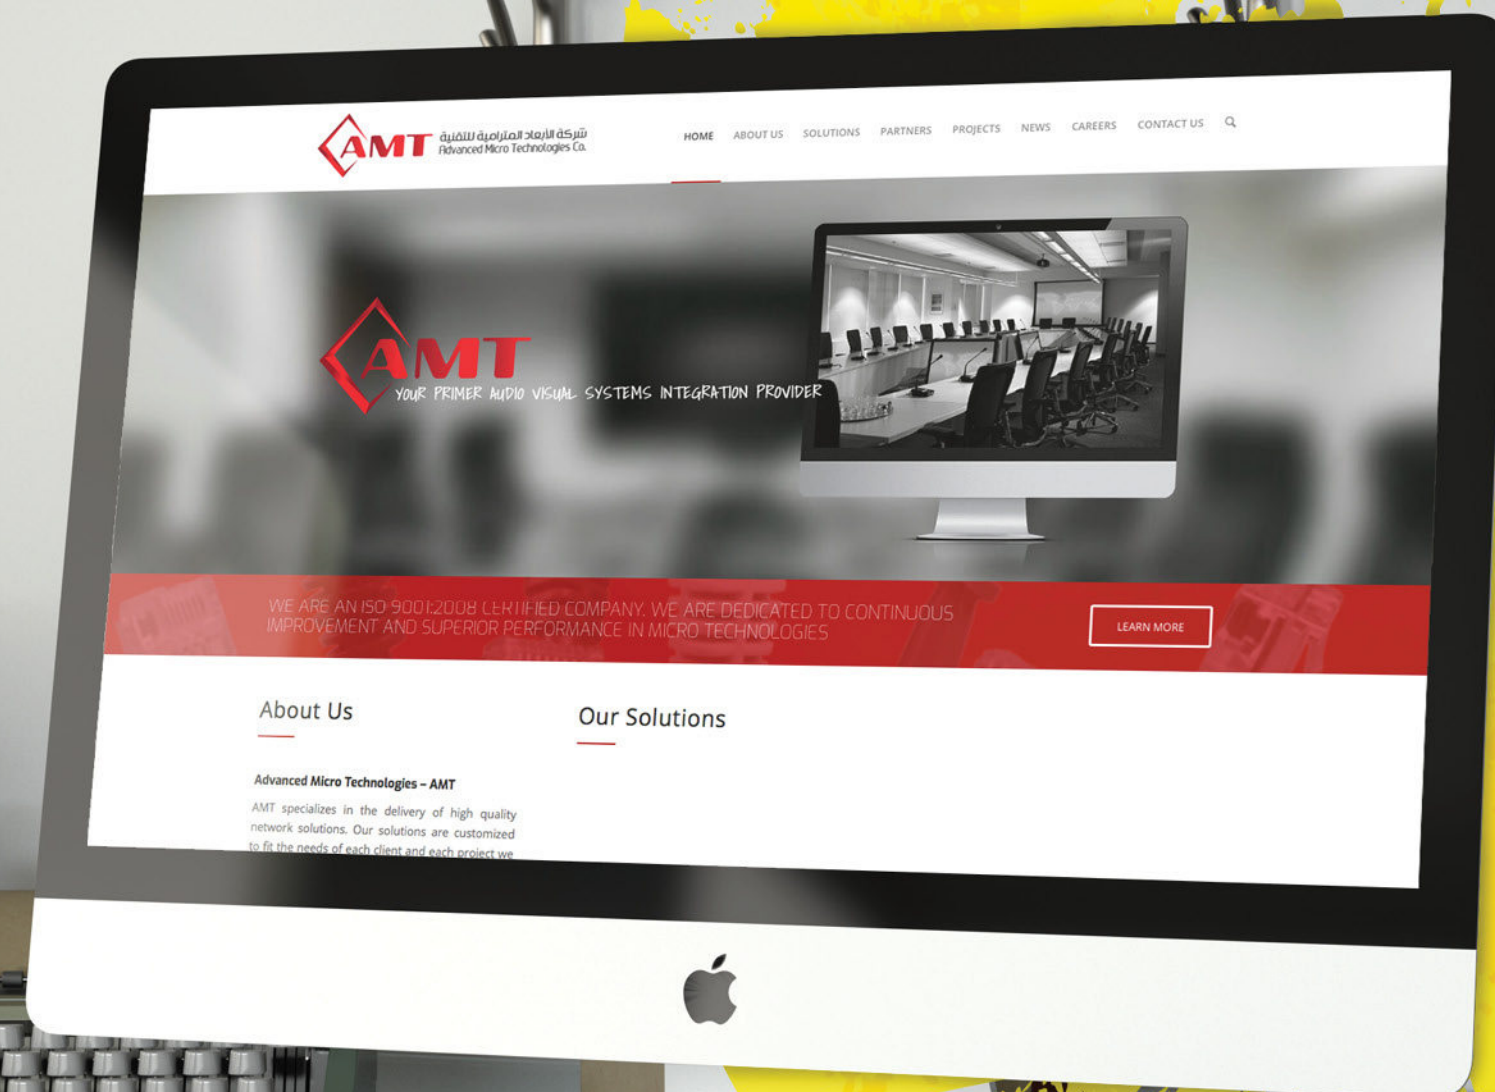 AMT
شركة الأبعاد المترامية للتقنية
Advanced Micro Technologies Co.
HOME ABOUT US SOLUTIONS PARTNERS PROJECTS NEWS CAREERS CONTACT US
AMT
YOUR PRIMER AUDIO VISUAL SYSTEMS INTEGRATION PROVIDER
WE ARE AN ISO 9001:2008 CERTIFIED COMPANY. WE ARE DEDICATED TO CONTINUOUS
IMPROVEMENT AND SUPERIOR PERFORMANCE IN MICRO TECHNOLOGIES
LEARN MORE
About Us
Our Solutions
Advanced Micro Technologies – AMT
AMT specializes in the delivery of high quality
network solutions. Our solutions are customized
to fit the needs of each client and each project we